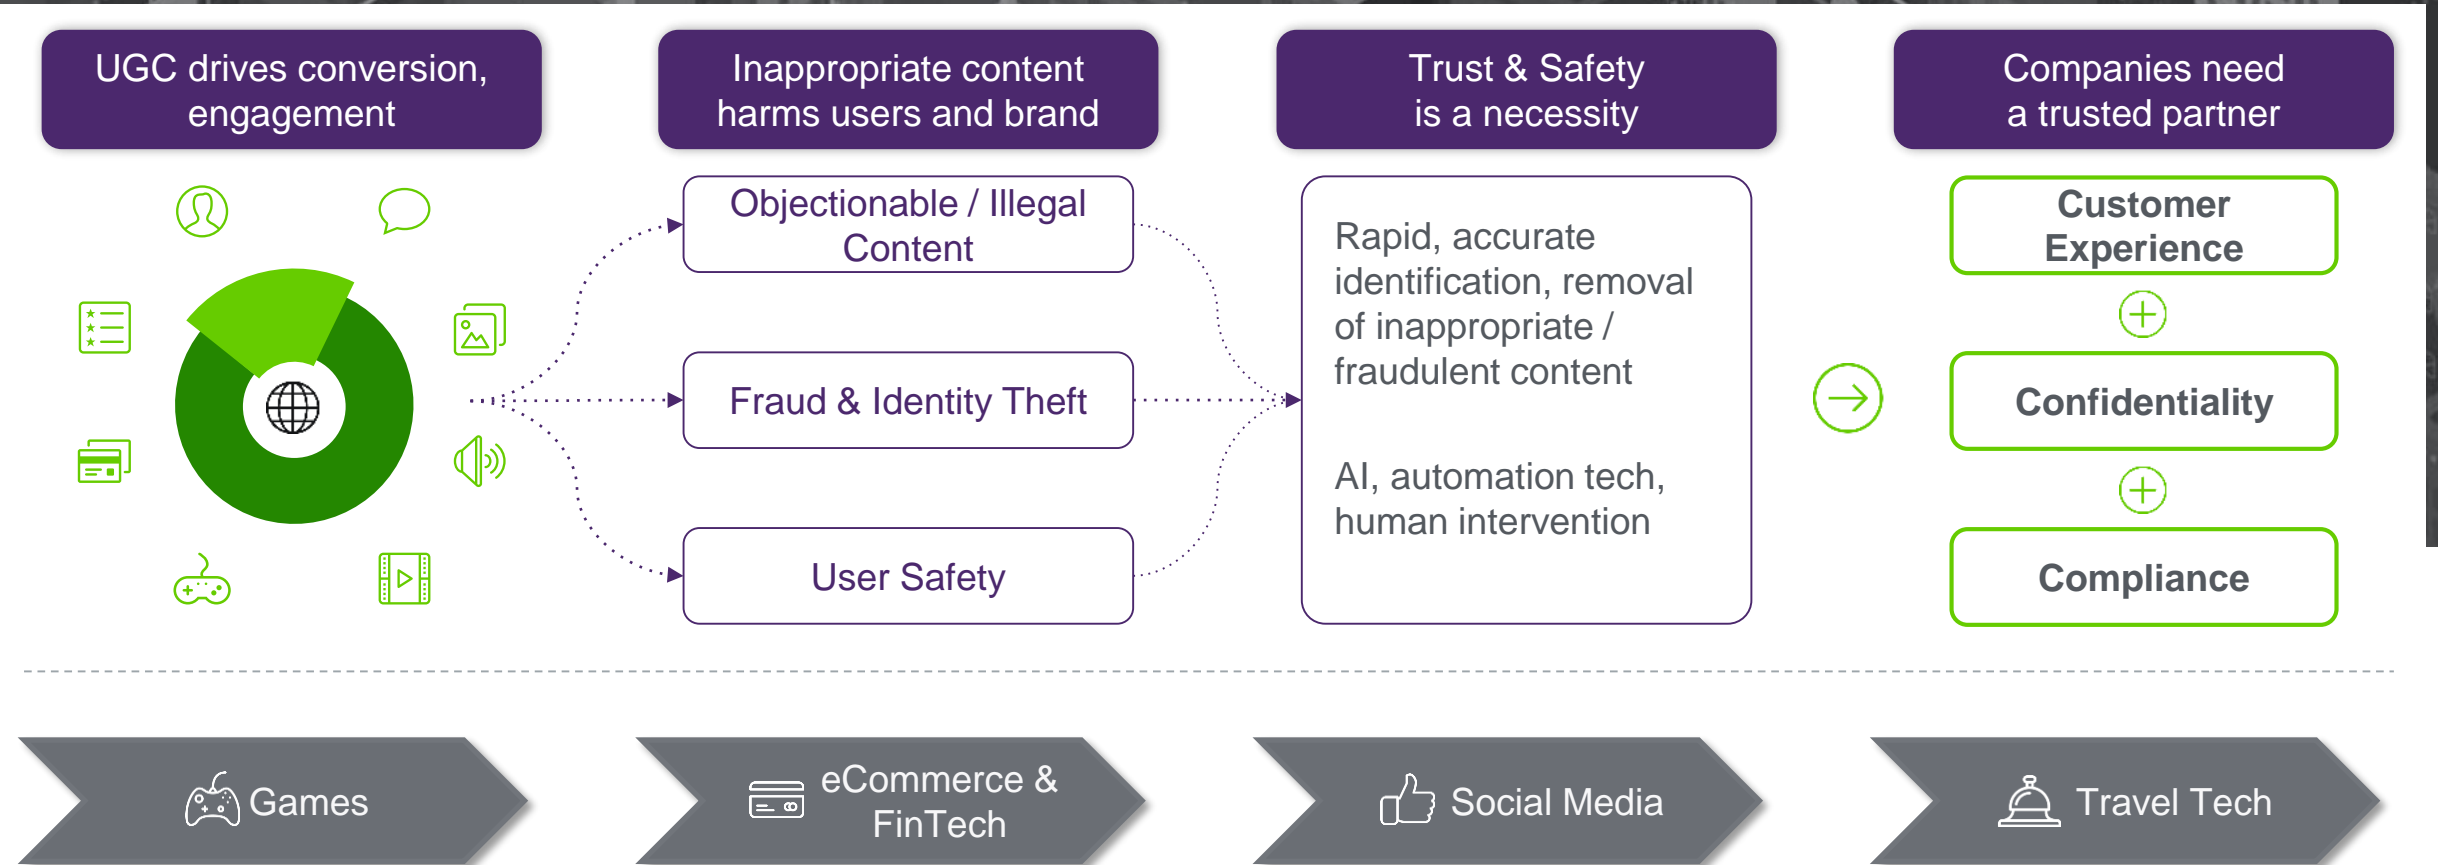 UGC drives conversion,
engagement
Inappropriate content
harms users and brand
Trust & Safety
is a necessity
Companies need
a trusted partner
Objectionable / Illegal
Content
Fraud & Identity Theft
User Safety
Rapid, accurate
identification, removal
of inappropriate /
fraudulent content
AI, automation tech,
human intervention
Customer
Experience
Confidentiality
Compliance
Games
eCommerce &
FinTech
Social Media
Travel Tech